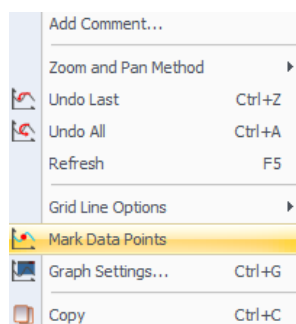 Add Comment...
Zoom and Pan Method
Undo Last Ctrl+Z
Undo All Ctrl+A
Refresh F5
Grid Line Options
Mark Data Points
Graph Settings... Ctrl+G
Copy Ctrl+C